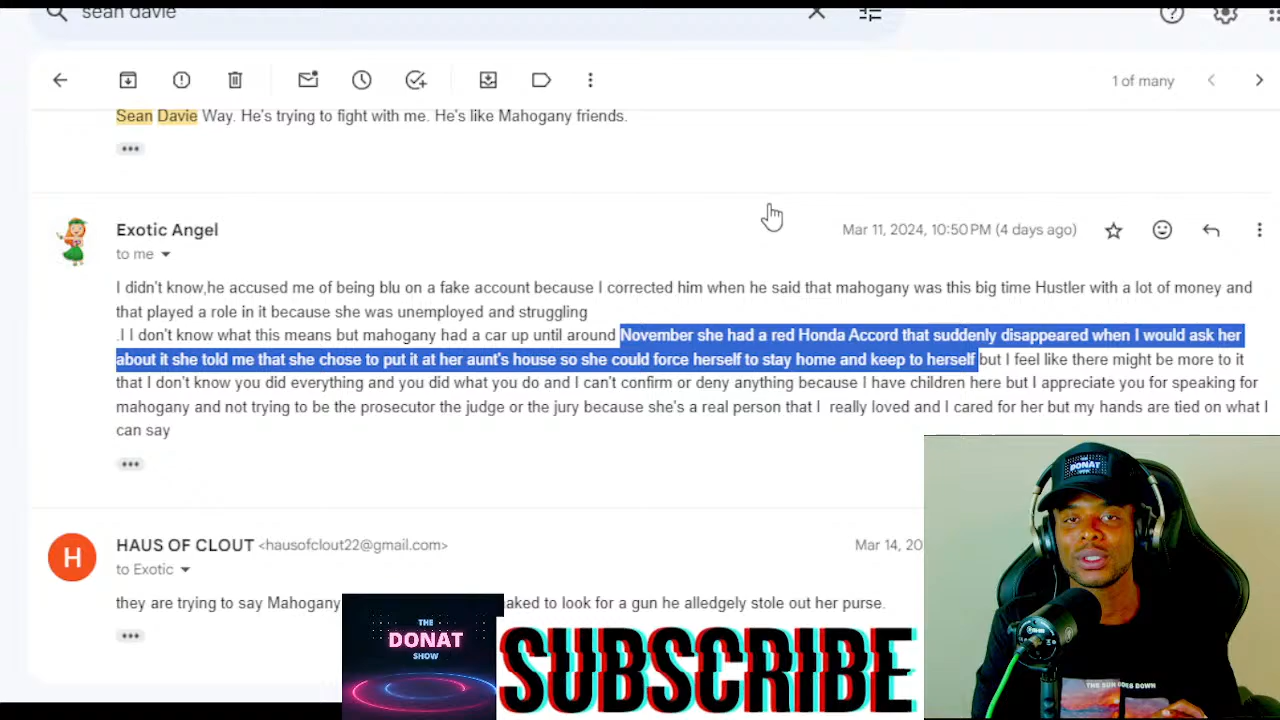 sean davie
1 of many
Sean Davie Way. He's trying to fight with me. He's like Mahogany friends.
Exotic Angel
Mar 11, 2024, 10:50 PM (4 days ago)
to me
I didn't know,he accused me of being blu on a fake account because I corrected him when he said that mahogany was this big time Hustler with a lot of money and
that played a role in it because she was unemployed and struggling
.I I don't know what this means but mahogany had a car up until around November she had a red Honda Accord that suddenly disappeared when I would ask her
about it she told me that she chose to put it at her aunt's house so she could force herself to stay home and keep to herself but I feel like there might be more to it
that I don't know you did everything and you did what you do and I can't confirm or deny anything because I have children here but I appreciate you for speaking for
mahogany and not trying to be the prosecutor the judge or the jury because she's a real person that I really loved and I cared for her but my hands are tied on what I
can say
H
HAUS OF CLOUT <hausofclout22@gmail.com>
Mar 14, 20
to Exotic
they are trying to say Mahogany
aked to look for a gun he alledgely stole out her purse.
THE
DONAT
SHOW
SUBSCRIBE
THE
DONAT
THE SUN GOES DOWN